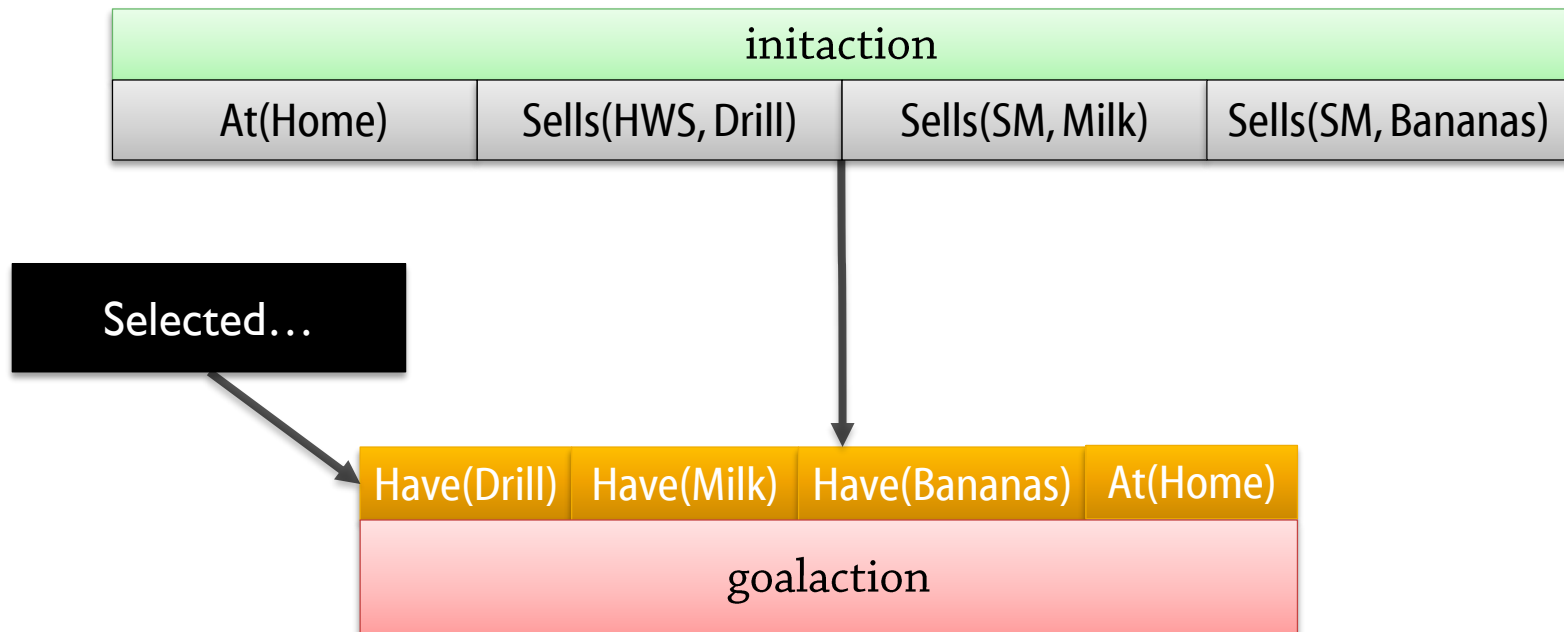 initaction
At(Home) Sells(HWS, Drill) Sells(SM, Milk) Sells(SM, Bananas)
Selected…
Have(Drill) Have(Milk) Have(Bananas) At(Home)
goalaction